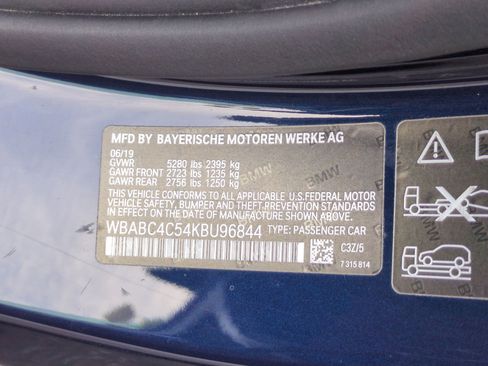 MFD BY BAYERISCHE MOTOREN WERKE AG
06/19
GVWR 5280 lbs 2395 kg
GAWR FRONT 2723 lbs 1235 kg
GAWR REAR 2756 lbs 1250 kg
THIS VEHICLE CONFORMS TO ALL APPLICABLE U.S. FEDERAL MOTOR
VEHICLE SAFETY, BUMPER AND THEFT PREVENTION STANDARDS
IN EFFECT ON THE DATE OF MANUFACTURE SHOWN ABOVE.
WBABC4C54KBU96844 TYPE: PASSENGER CAR
C3Z/5
7 315 814
BMW
BMW
BMW